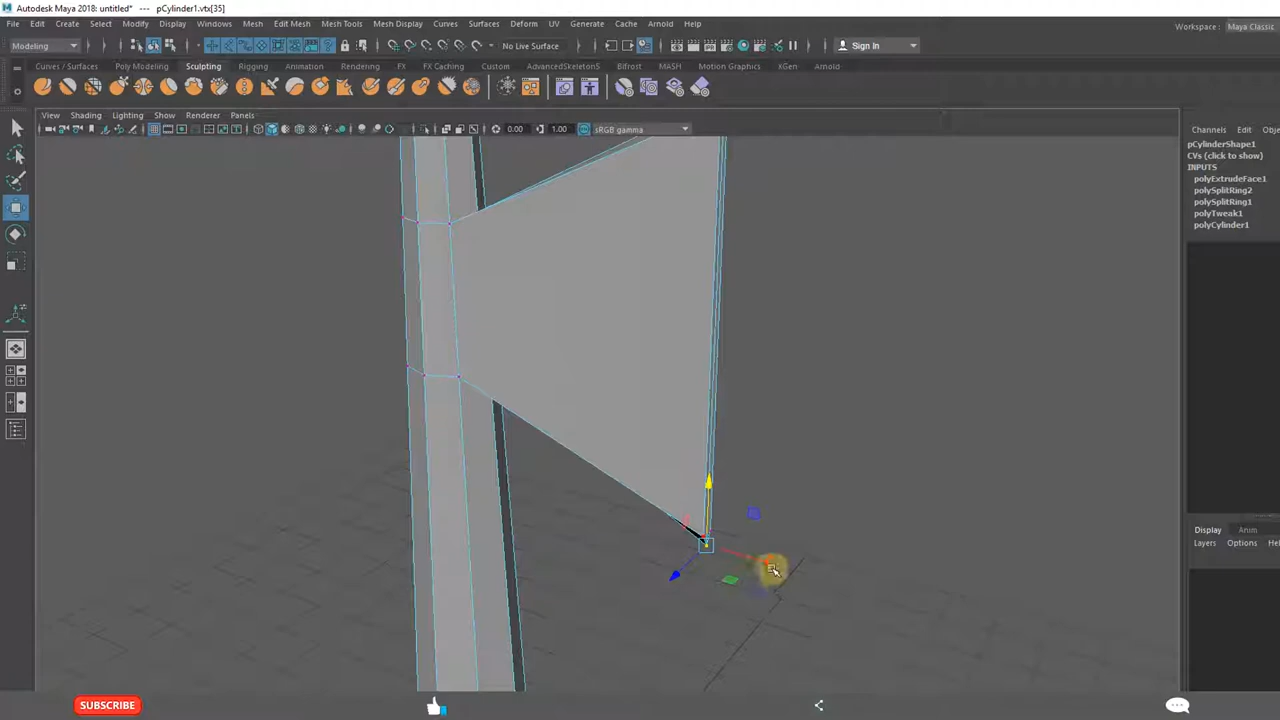 Autodesk Maya 2018: untitled* --- pCylinder1.vtx[35]
File Edit Create Select Modify Display Windows Mesh Edit Mesh Mesh Tools Mesh Display Curves Surfaces Deform UV Generate Cache Arnold Help
Workspace : Maya Classic
Modeling No Live Surface Sign In
Curves / Surfaces Poly Modeling Sculpting Rigging Animation Rendering FX FX Caching Custom AdvancedSkeleton5 Bifrost MASH Motion Graphics XGen Arnold
View Shading Lighting Show Renderer Panels
0.00 1.00 sRGB gamma
Channels Edit Obje
pCylinderShape1
CVs (click to show)
INPUTS
polyExtrudeFace1
polySplitRing2
polySplitRing1
polyTweak1
polyCylinder1
Display Anim
Layers Options Hel
SUBSCRIBE